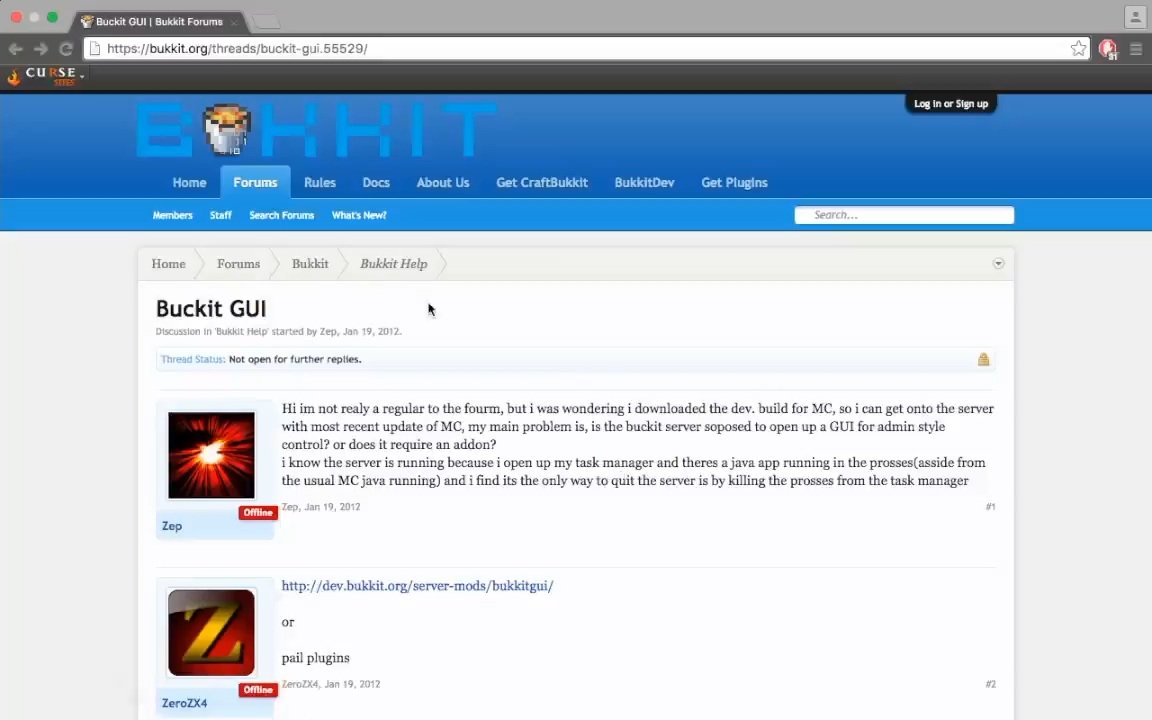 Buckit GUI | Bukkit Forums
https://bukkit.org/threads/buckit-gui.55529/
CURSE
SITES
Log in or Sign up
BUKKIT
Home Forums Rules Docs About Us Get CraftBukkit BukkitDev Get Plugins
Members Staff Search Forums What's New? Search...
Home Forums Bukkit Bukkit Help
Buckit GUI
Discussion in 'Bukkit Help' started by Zep, Jan 19, 2012.
Thread Status: Not open for further replies.
Hi im not realy a regular to the fourm, but i was wondering i downloaded the dev. build for MC, so i can get onto the server
with most recent update of MC, my main problem is, is the buckit server soposed to open up a GUI for admin style
control? or does it require an addon?
i know the server is running because i open up my task manager and theres a java app running in the prosses(asside from
the usual MC java running) and i find its the only way to quit the server is by killing the prosses from the task manager
Offline
Zep, Jan 19, 2012 #1
Zep
http://dev.bukkit.org/server-mods/bukkitgui/
or
pail plugins
Offline
ZeroZX4, Jan 19, 2012 #2
ZeroZX4